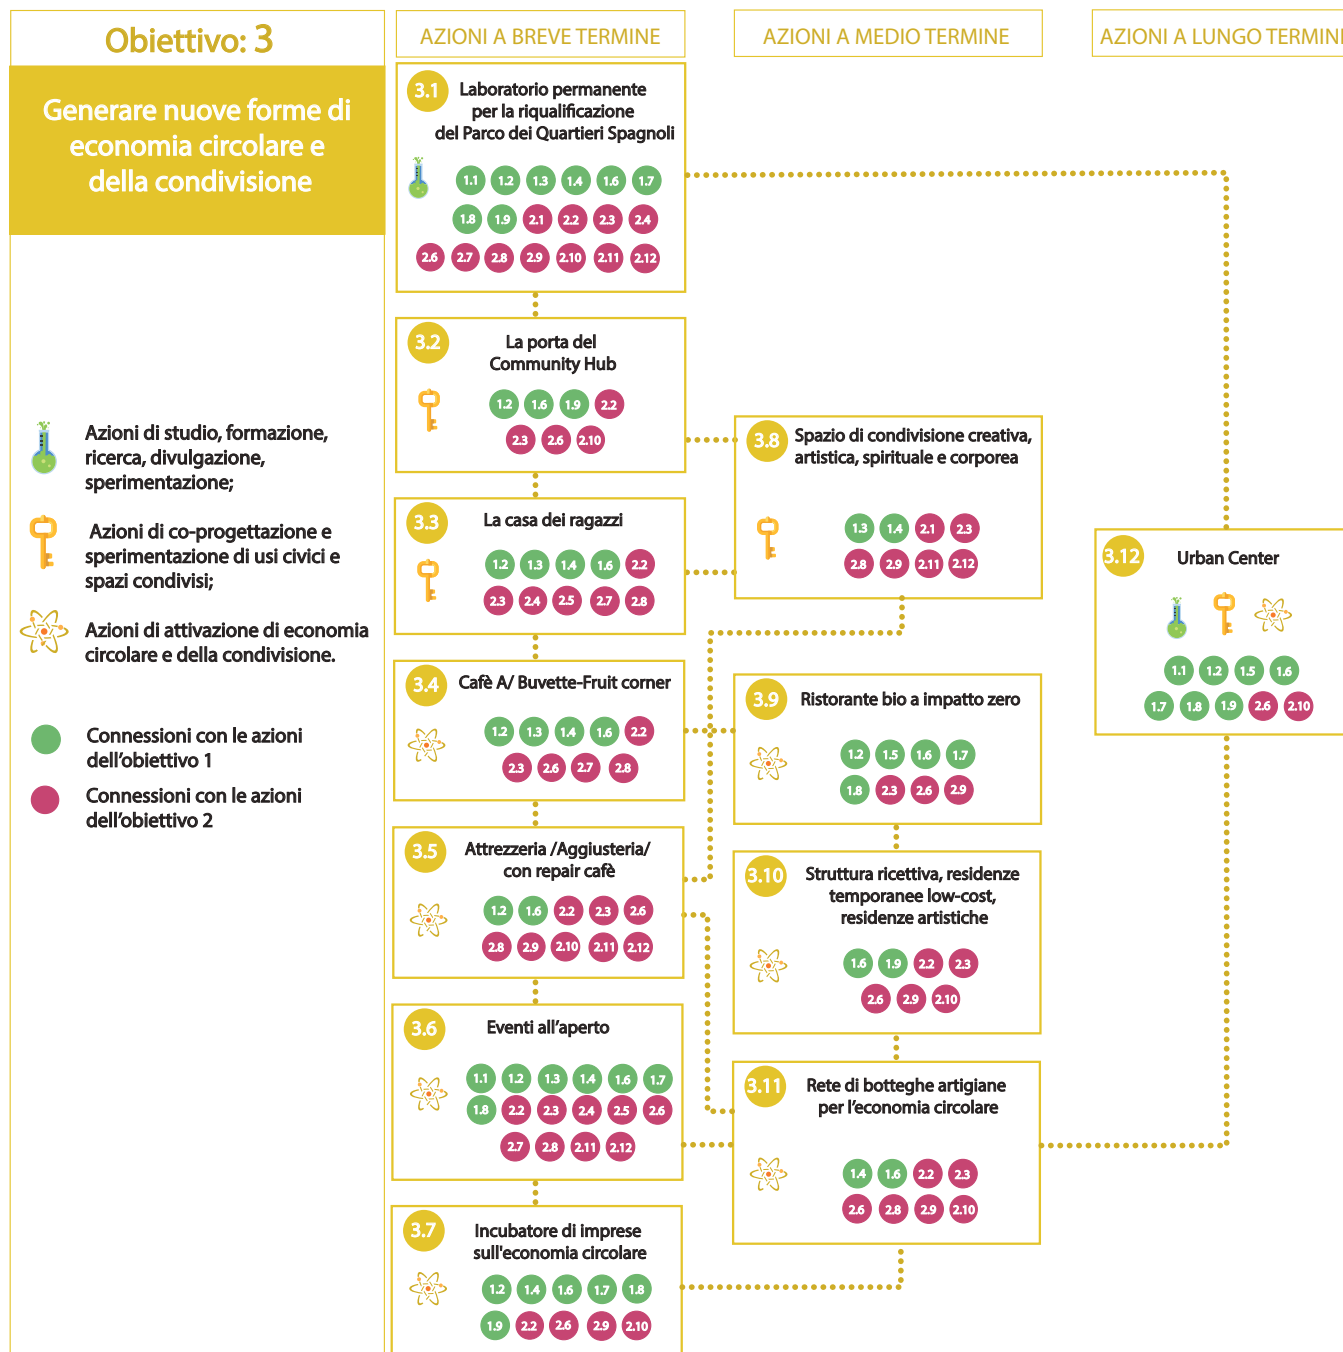 Obiettivo: 3
Generare nuove forme di
economia circolare e
della condivisione
Azioni di studio, formazione,
ricerca, divulgazione,
sperimentazione;
Azioni di co-progettazione e
sperimentazione di usi civici e
spazi condivisi;
Azioni di attivazione di economia
circolare e della condivisione.
Connessioni con le azioni
dell'obiettivo 1
Connessioni con le azioni
dell'obiettivo 2
AZIONI A BREVE TERMINE
3.1
Laboratorio permanente
per la riqualificazione
del Parco dei Quartieri Spagnoli
1.1 1.2 1.3 1.4 1.6 1.7
1.8 1.9 2.1 2.2 2.3 2.4
2.6 2.7 2.8 2.9 2.10 2.11 2.12
3.2
La porta del
Community Hub
1.2 1.6 1.9 2.2
2.3 2.6 2.10
3.3
La casa dei ragazzi
1.2 1.3 1.4 1.6 2.2
2.3 2.4 2.5 2.7 2.8
3.4
Cafè A/ Buvette-Fruit corner
1.2 1.3 1.4 1.6 2.2
2.3 2.6 2.7 2.8
3.5
Attrezzeria /Aggiusteria/
con repair cafè
1.2 1.6 2.2 2.3 2.6
2.8 2.9 2.10 2.11 2.12
3.6
Eventi all'aperto
1.1 1.2 1.3 1.4 1.6 1.7
1.8 2.2 2.3 2.4 2.5 2.6
2.7 2.8 2.11 2.12
3.7
Incubatore di imprese
sull'economia circolare
1.2 1.4 1.6 1.7 1.8
1.9 2.2 2.6 2.9 2.10
AZIONI A MEDIO TERMINE
3.8
Spazio di condivisione creativa,
artistica, spirituale e corporea
1.3 1.4 2.1 2.3
2.8 2.9 2.11 2.12
3.9
Ristorante bio a impatto zero
1.2 1.5 1.6 1.7
1.8 2.3 2.6 2.9
3.10
Struttura ricettiva, residenze
temporanee low-cost,
residenze artistiche
1.6 1.9 2.2 2.3
2.6 2.9 2.10
3.11
Rete di botteghe artigiane
per l'economia circolare
1.4 1.6 2.2 2.3
2.6 2.8 2.9 2.10
AZIONI A LUNGO TERMINE
3.12
Urban Center
1.1 1.2 1.5 1.6
1.7 1.8 1.9 2.6 2.10